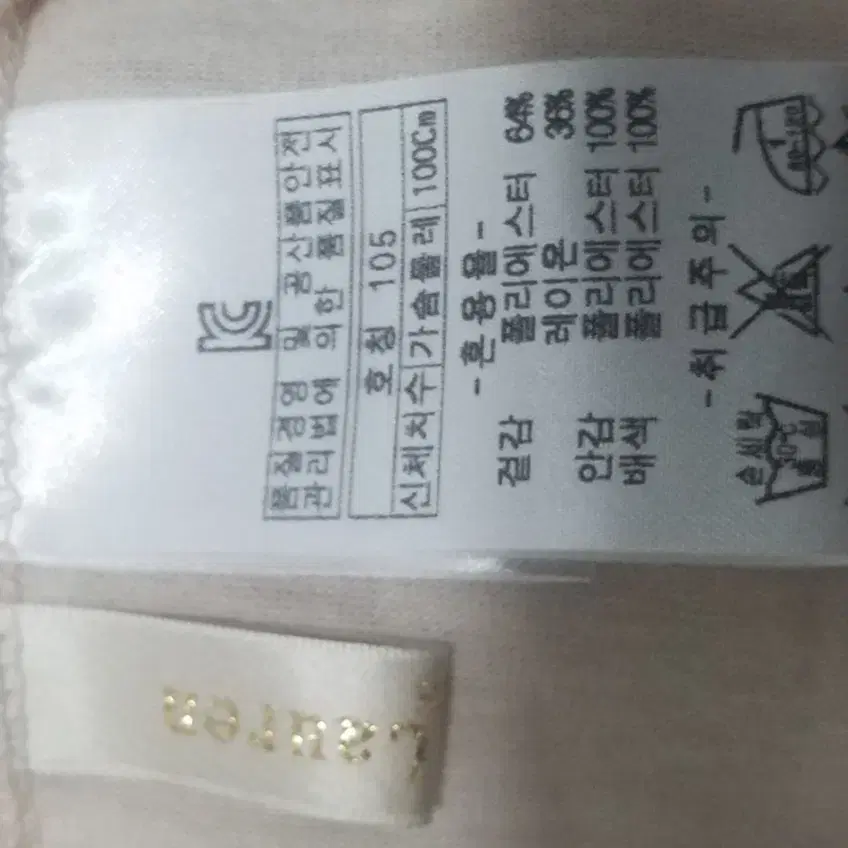 품질경영 및 공산품안전
관리법에 의한 품질표시
호칭 105
신체치수 가슴둘레 100Cm
- 혼용율 -
겉감 폴리에스터 64%
레이온 36%
안감 폴리에스터 100%
배색 폴리에스터 100%
- 취급주의 -
손세탁
30℃
중성
Lauren